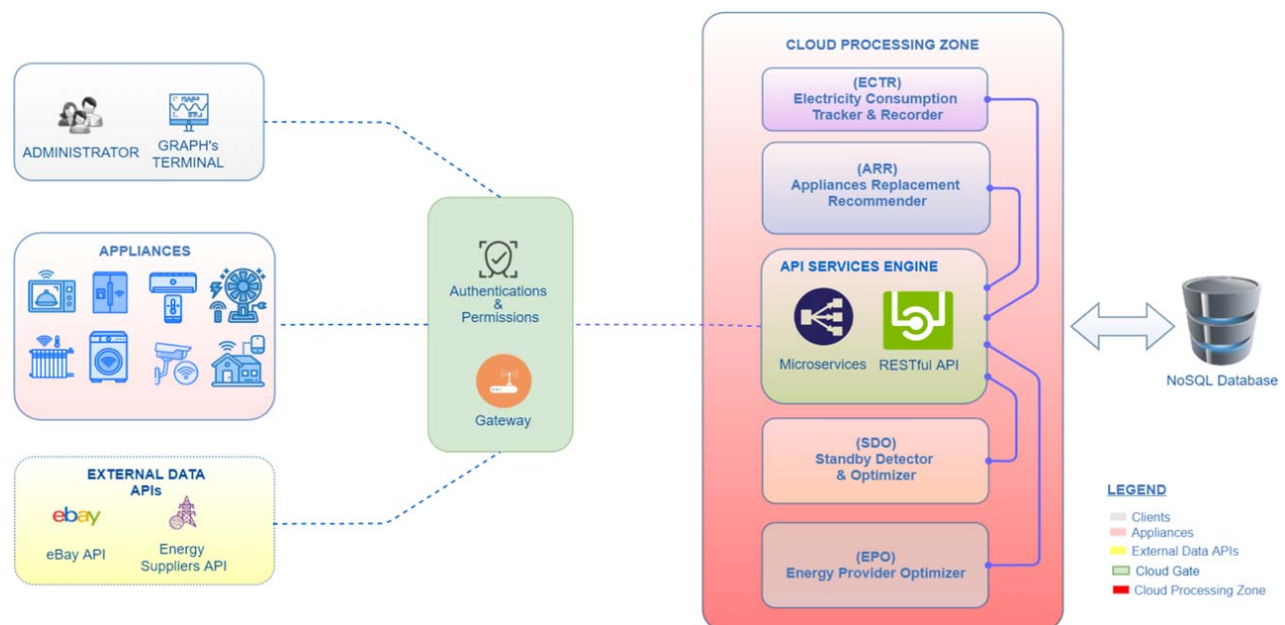 ADMINISTRATOR
GRAPH's
TERMINAL
APPLIANCES
EXTERNAL DATA
APIs
ebay
eBay API
Energy
Suppliers API
Authentications
&
Permissions
Gateway
CLOUD PROCESSING ZONE
(ECTR)
Electricity Consumption
Tracker & Recorder
(ARR)
Appliances Replacement
Recommender
API SERVICES ENGINE
Microservices
RESTful API
(SDO)
Standby Detector
& Optimizer
(EPO)
Energy Provider Optimizer
NoSQL Database
LEGEND
Clients
Appliances
External Data APIs
Cloud Gate
Cloud Processing Zone